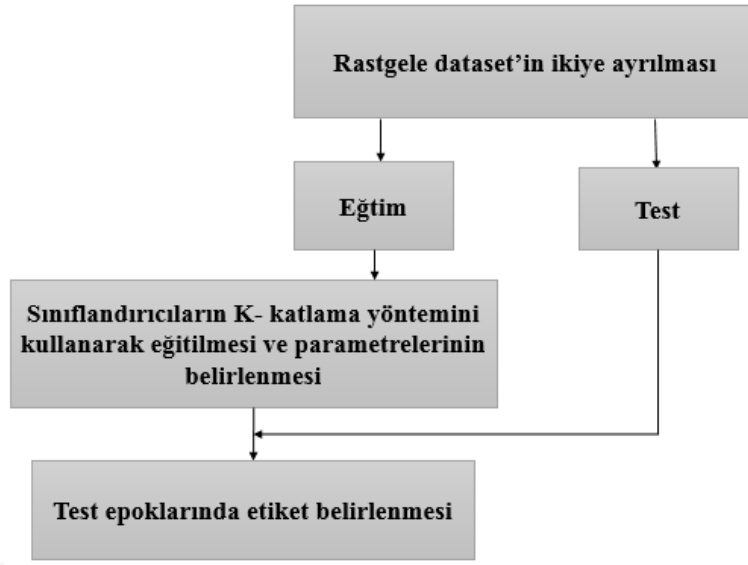 Rastgele dataset’in ikiye ayrılması
Eğtim
Test
Sınıflandırıcıların K- katlama yöntemini
kullanarak eğitilmesi ve parametrelerinin
belirlenmesi
Test epoklarında etiket belirlenmesi